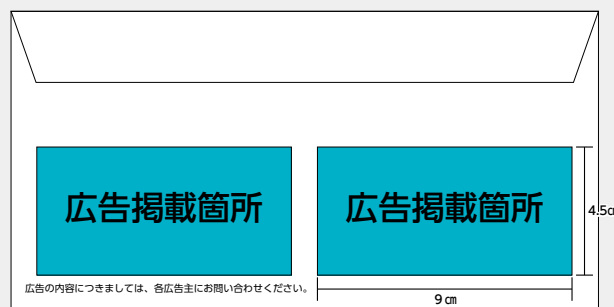 広告掲載箇所
広告掲載箇所
4.5㎝
広告の内容につきましては、各広告主にお問い合わせください。
9㎝